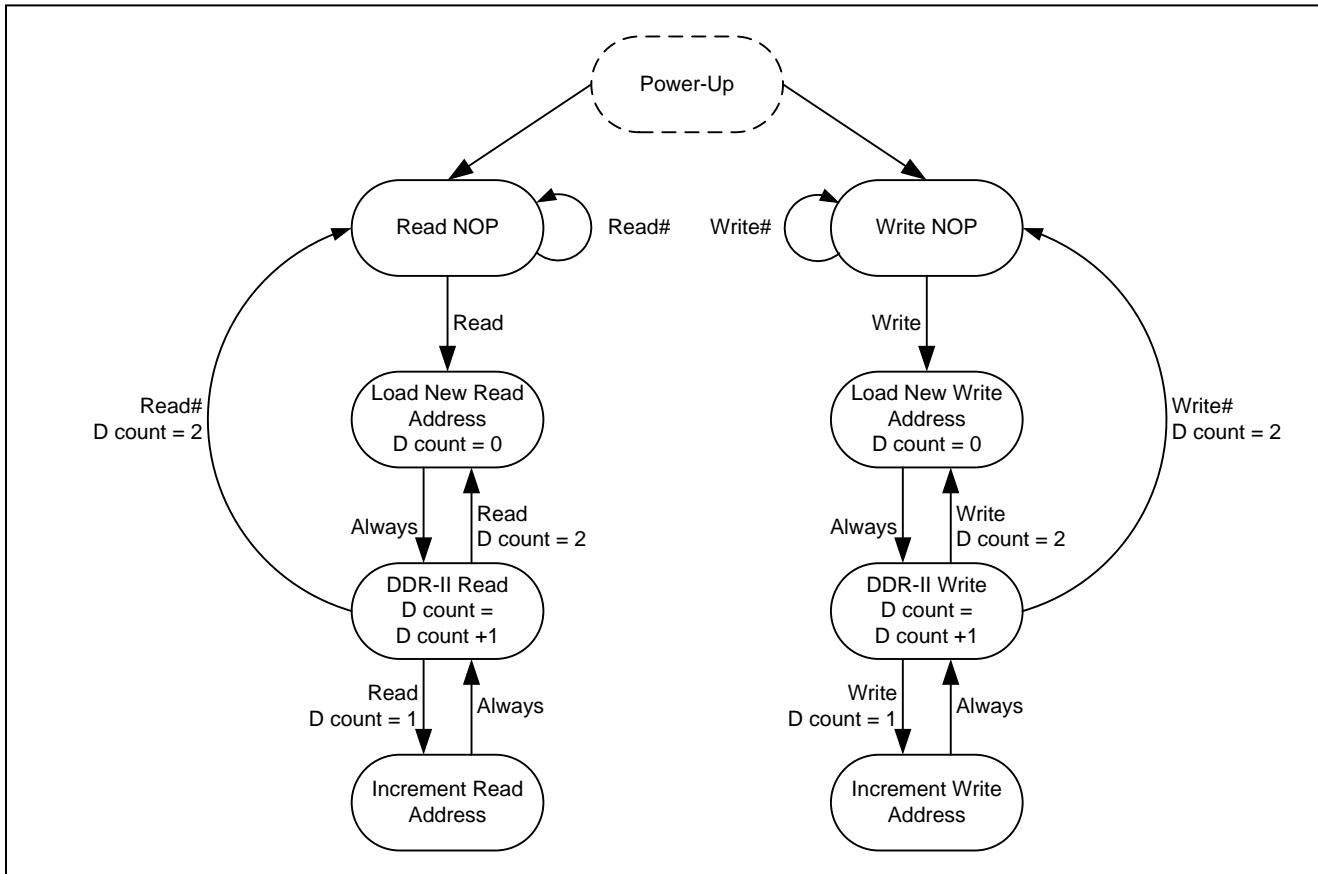 Power-Up
Read NOP
Read#
Write#
Write NOP
Read
Write
Load New Read
Address
D count = 0
Load New Write
Address
D count = 0
Read#
D count = 2
Write#
D count = 2
Always
Read
D count = 2
Always
Write
D count = 2
DDR-II Read
D count =
D count +1
DDR-II Write
D count =
D count +1
Read
D count = 1
Always
Write
D count = 1
Always
Increment Read
Address
Increment Write
Address